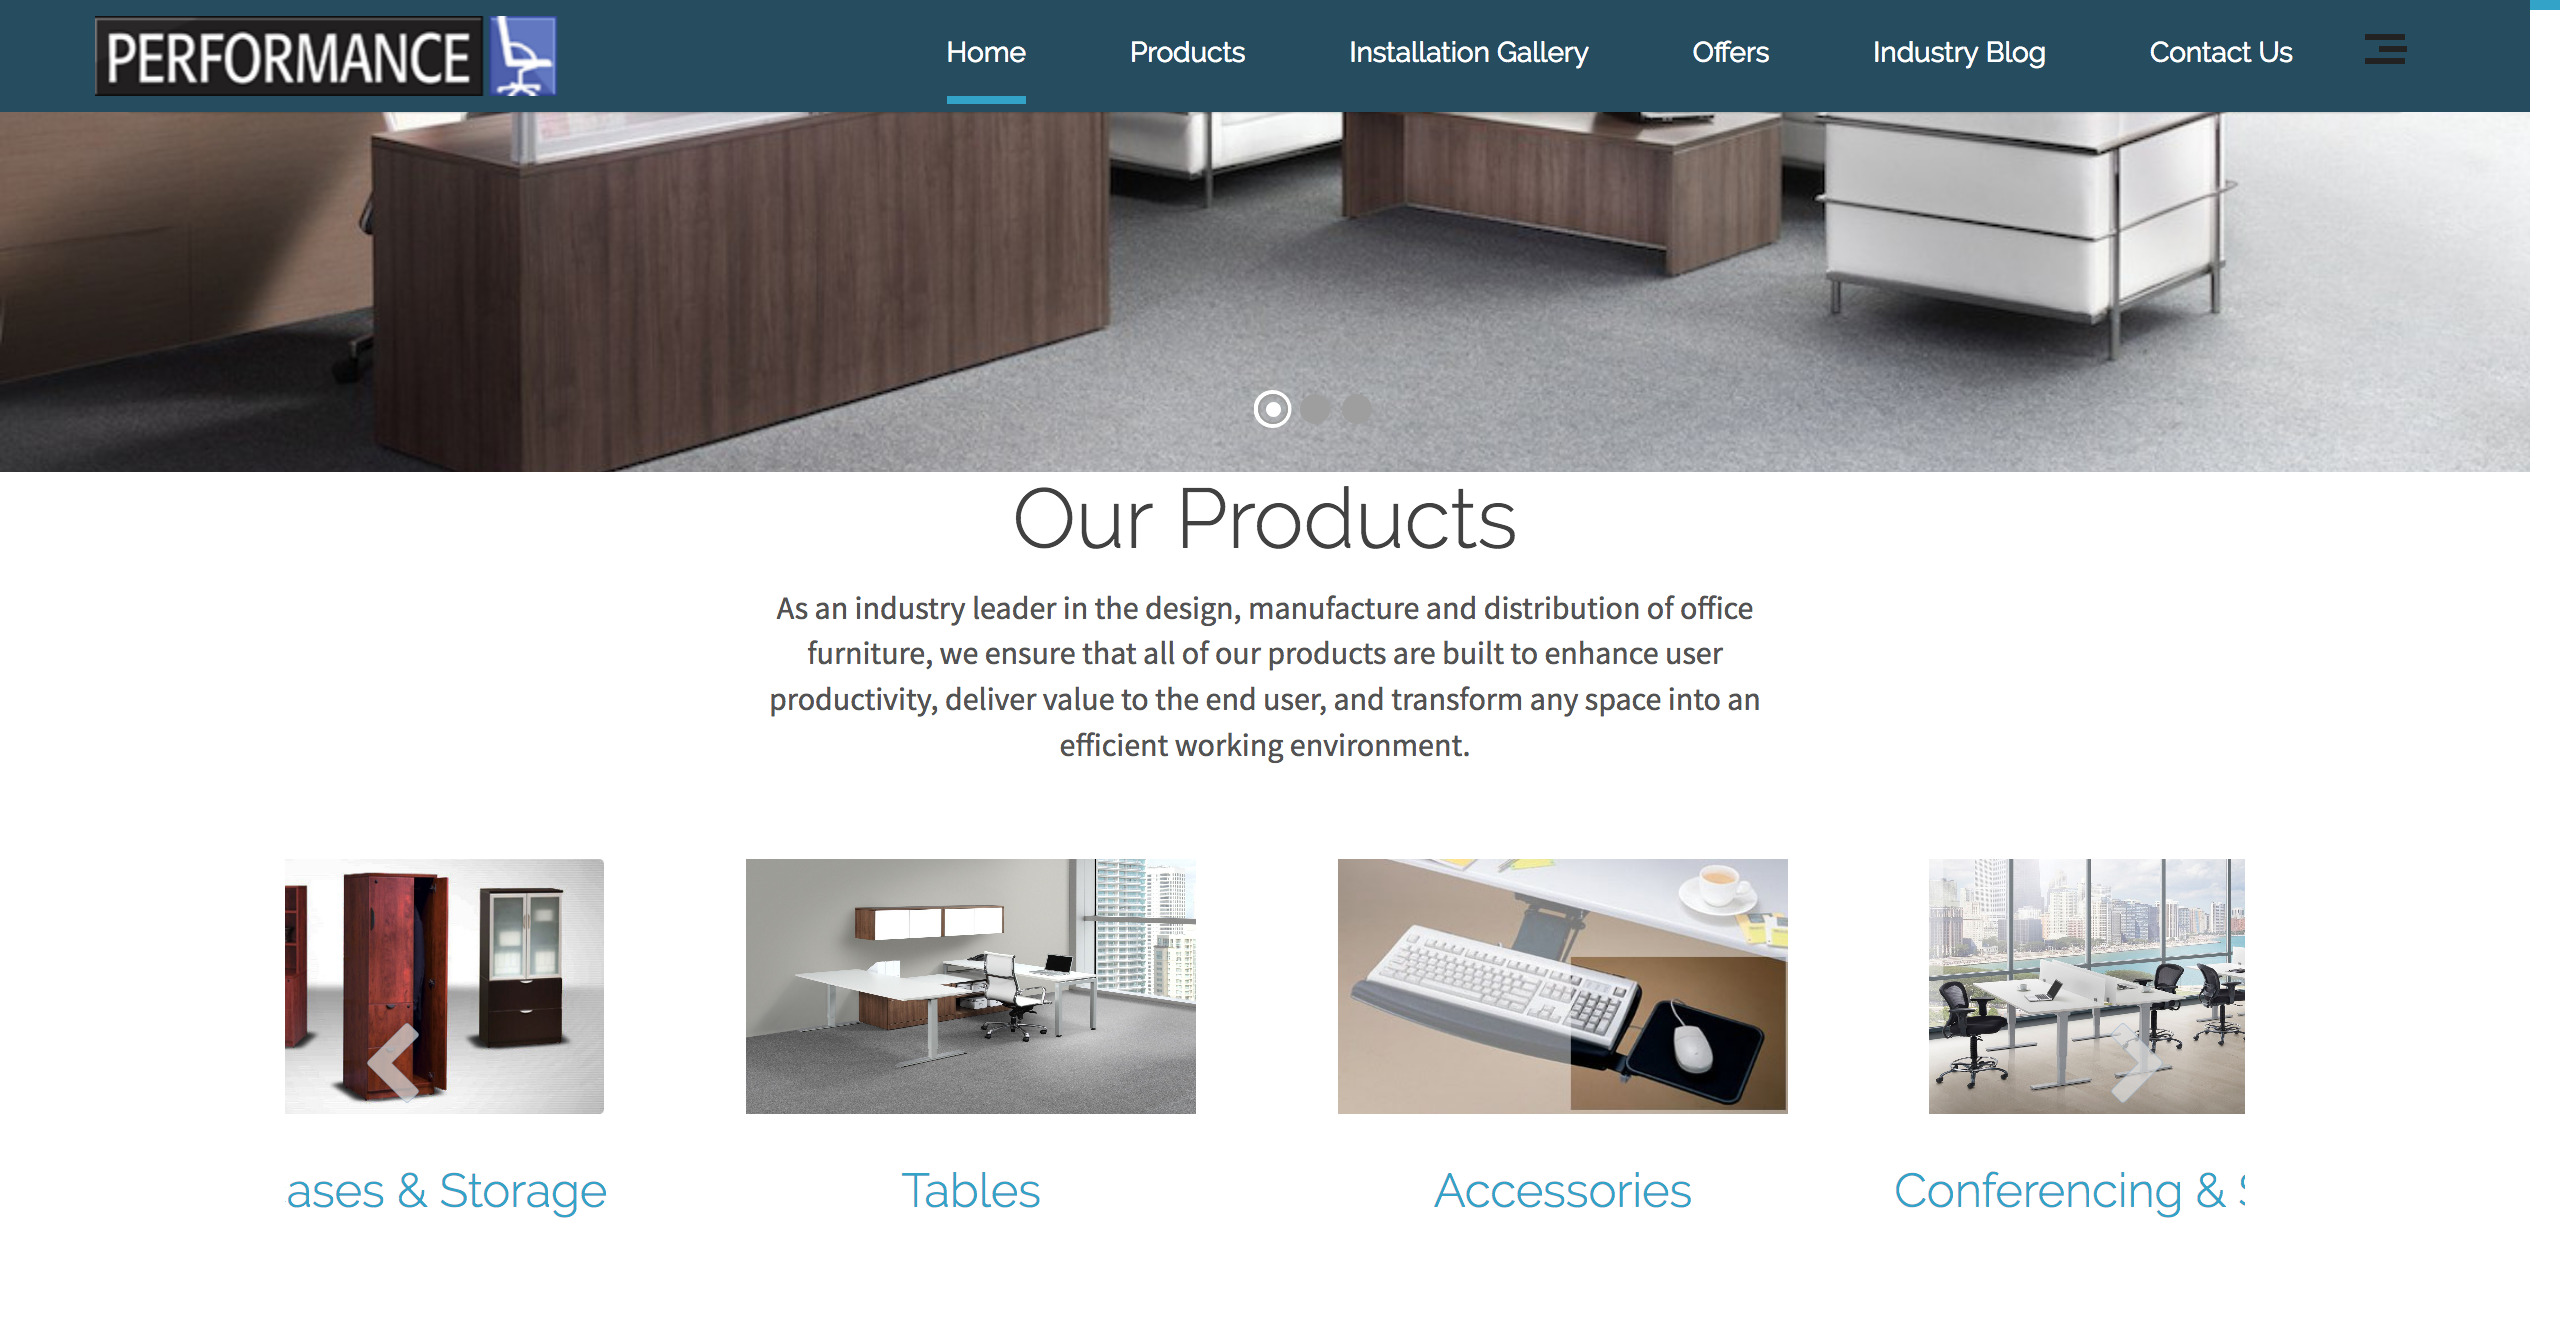 PERFORMANCE
Home Products Installation Gallery Offers Industry Blog Contact Us
Our Products
As an industry leader in the design, manufacture and distribution of office
furniture, we ensure that all of our products are built to enhance user
productivity, deliver value to the end user, and transform any space into an
efficient working environment.
ases & Storage
Tables
Accessories
Conferencing &